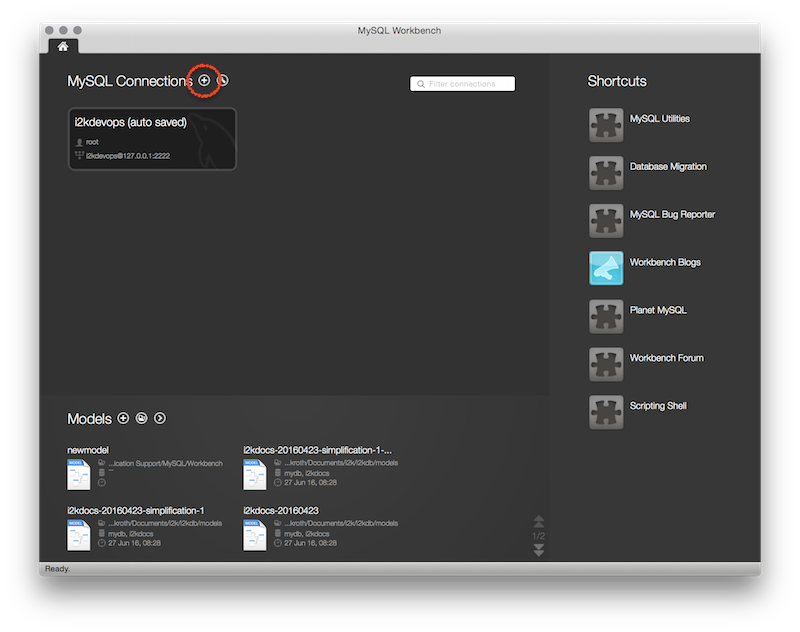 MySQL Workbench
MySQL Connections
Filter connections
i2kdevops (auto saved)
root
i2kdevops@127.0.0.1:2222
Shortcuts
MySQL Utilities
Database Migration
MySQL Bug Reporter
Workbench Blogs
Planet MySQL
Workbench Forum
Scripting Shell
Models
newmodel
...ication Support/MySQL/Workbench
--
i2kdocs-20160423-simplification-1-...
...kroth/Documents/i2k/i2kdb/models
mydb, i2kdocs
27 Jun 16, 08:28
i2kdocs-20160423-simplification-1
...kroth/Documents/i2k/i2kdb/models
mydb, i2kdocs
27 Jun 16, 08:28
i2kdocs-20160423
...kroth/Documents/i2k/i2kdb/models
mydb, i2kdocs
27 Jun 16, 08:28
MODEL
MODEL
MODEL
MODEL
1/2
Ready.